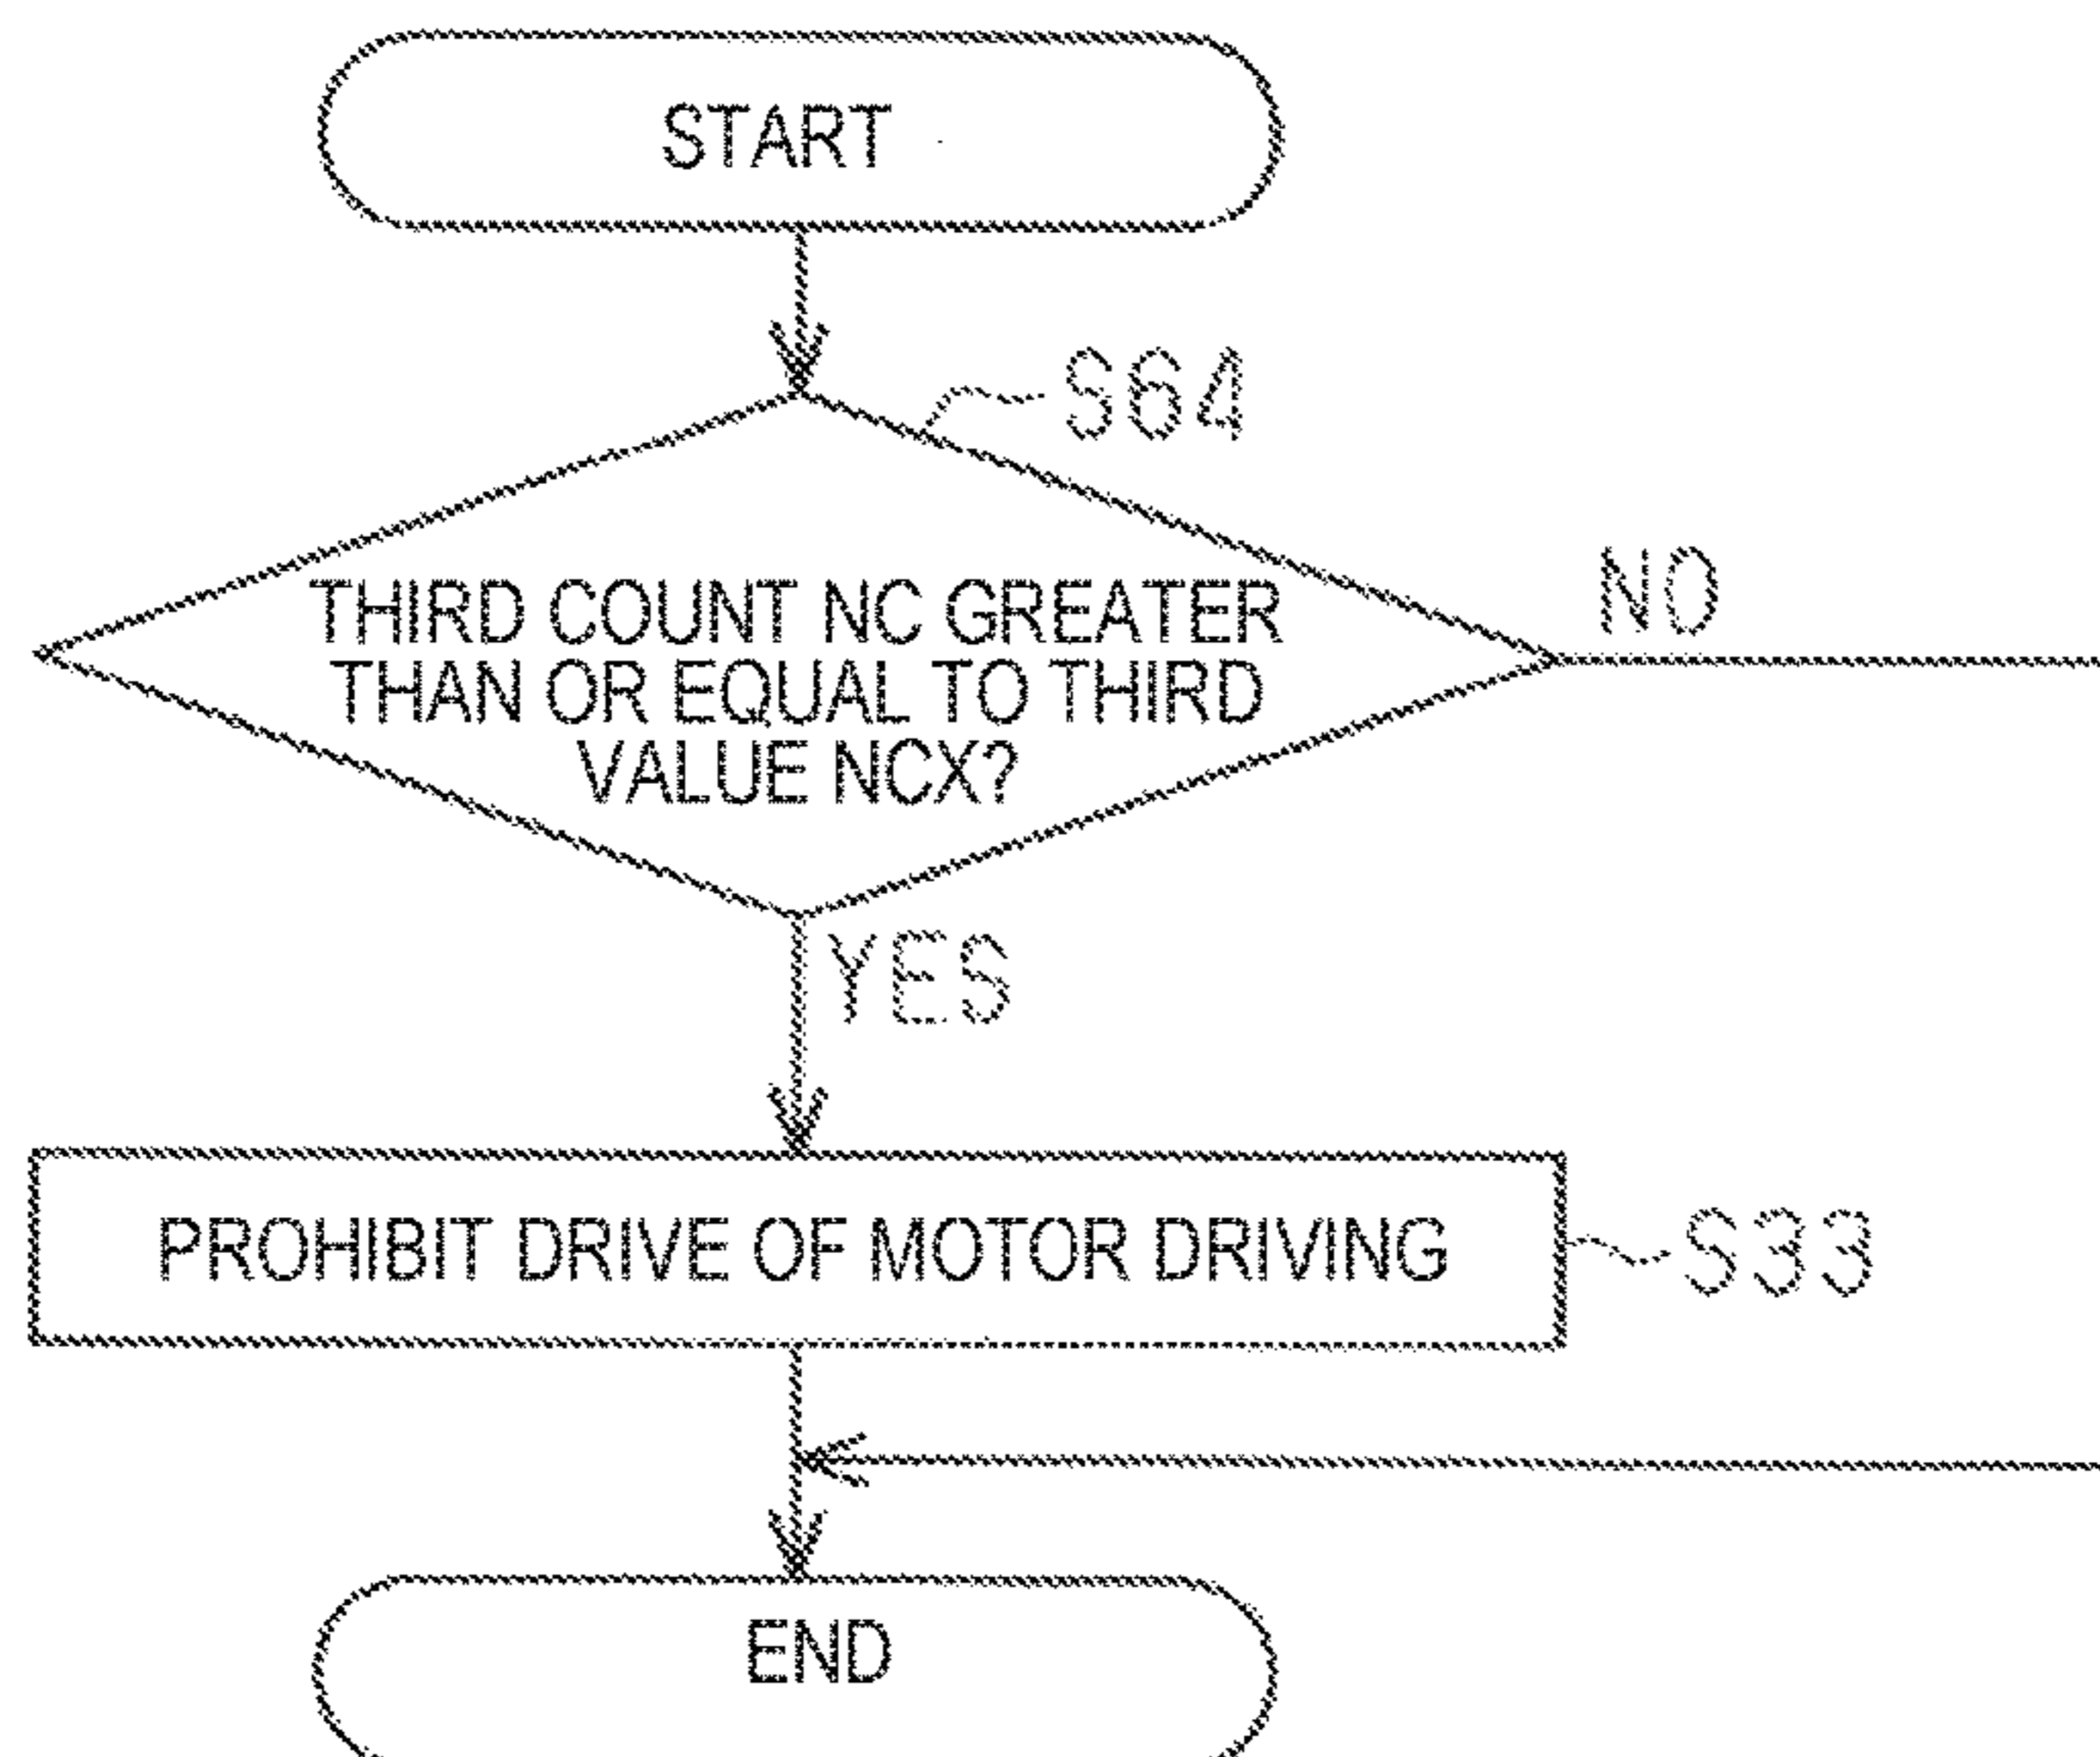 START
S64
THIRD COUNT NC GREATER
THAN OR EQUAL TO THIRD
VALUE NCX?
NO
YES
PROHIBIT DRIVE OF MOTOR DRIVING
S33
END